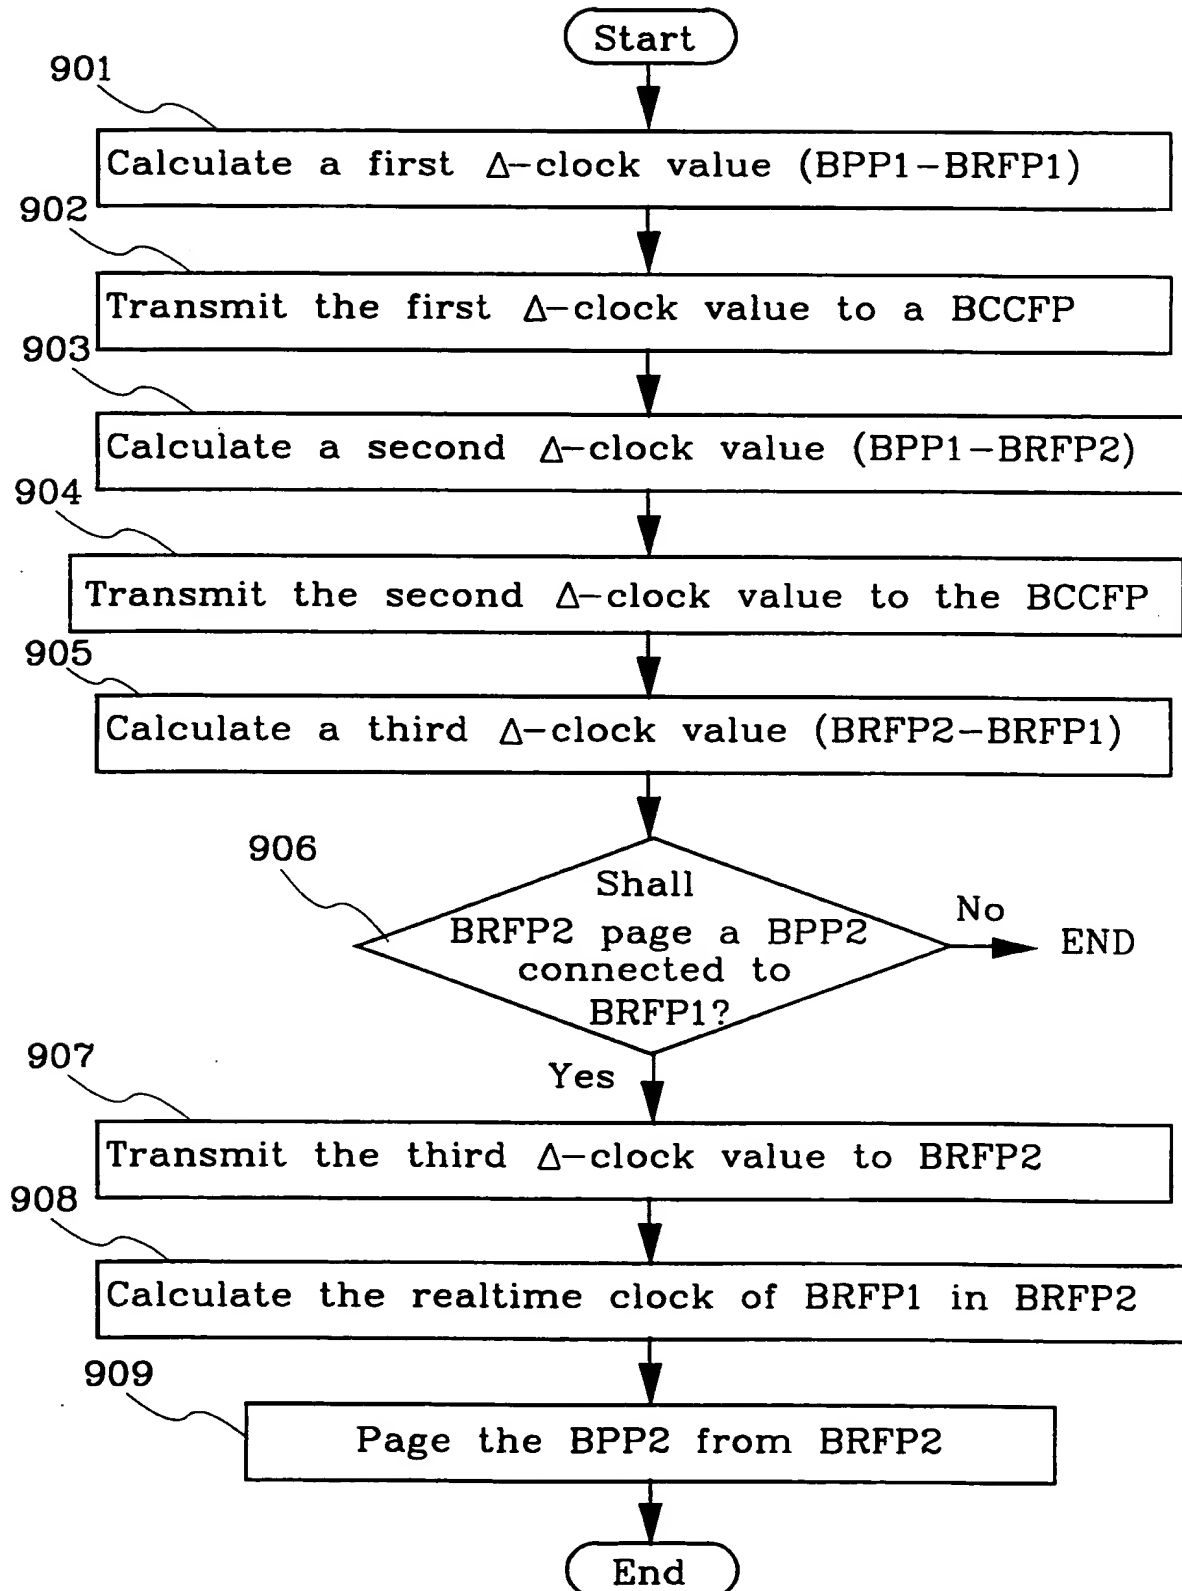 Start
901
Calculate a first Δ-clock value (BPP1-BRFP1)
902
Transmit the first Δ-clock value to a BCCFP
903
Calculate a second Δ-clock value (BPP1-BRFP2)
904
Transmit the second Δ-clock value to the BCCFP
905
Calculate a third Δ-clock value (BRFP2-BRFP1)
906
Shall
BRFP2 page a BPP2
connected to
BRFP1?
No
END
Yes
907
Transmit the third Δ-clock value to BRFP2
908
Calculate the realtime clock of BRFP1 in BRFP2
909
Page the BPP2 from BRFP2
End